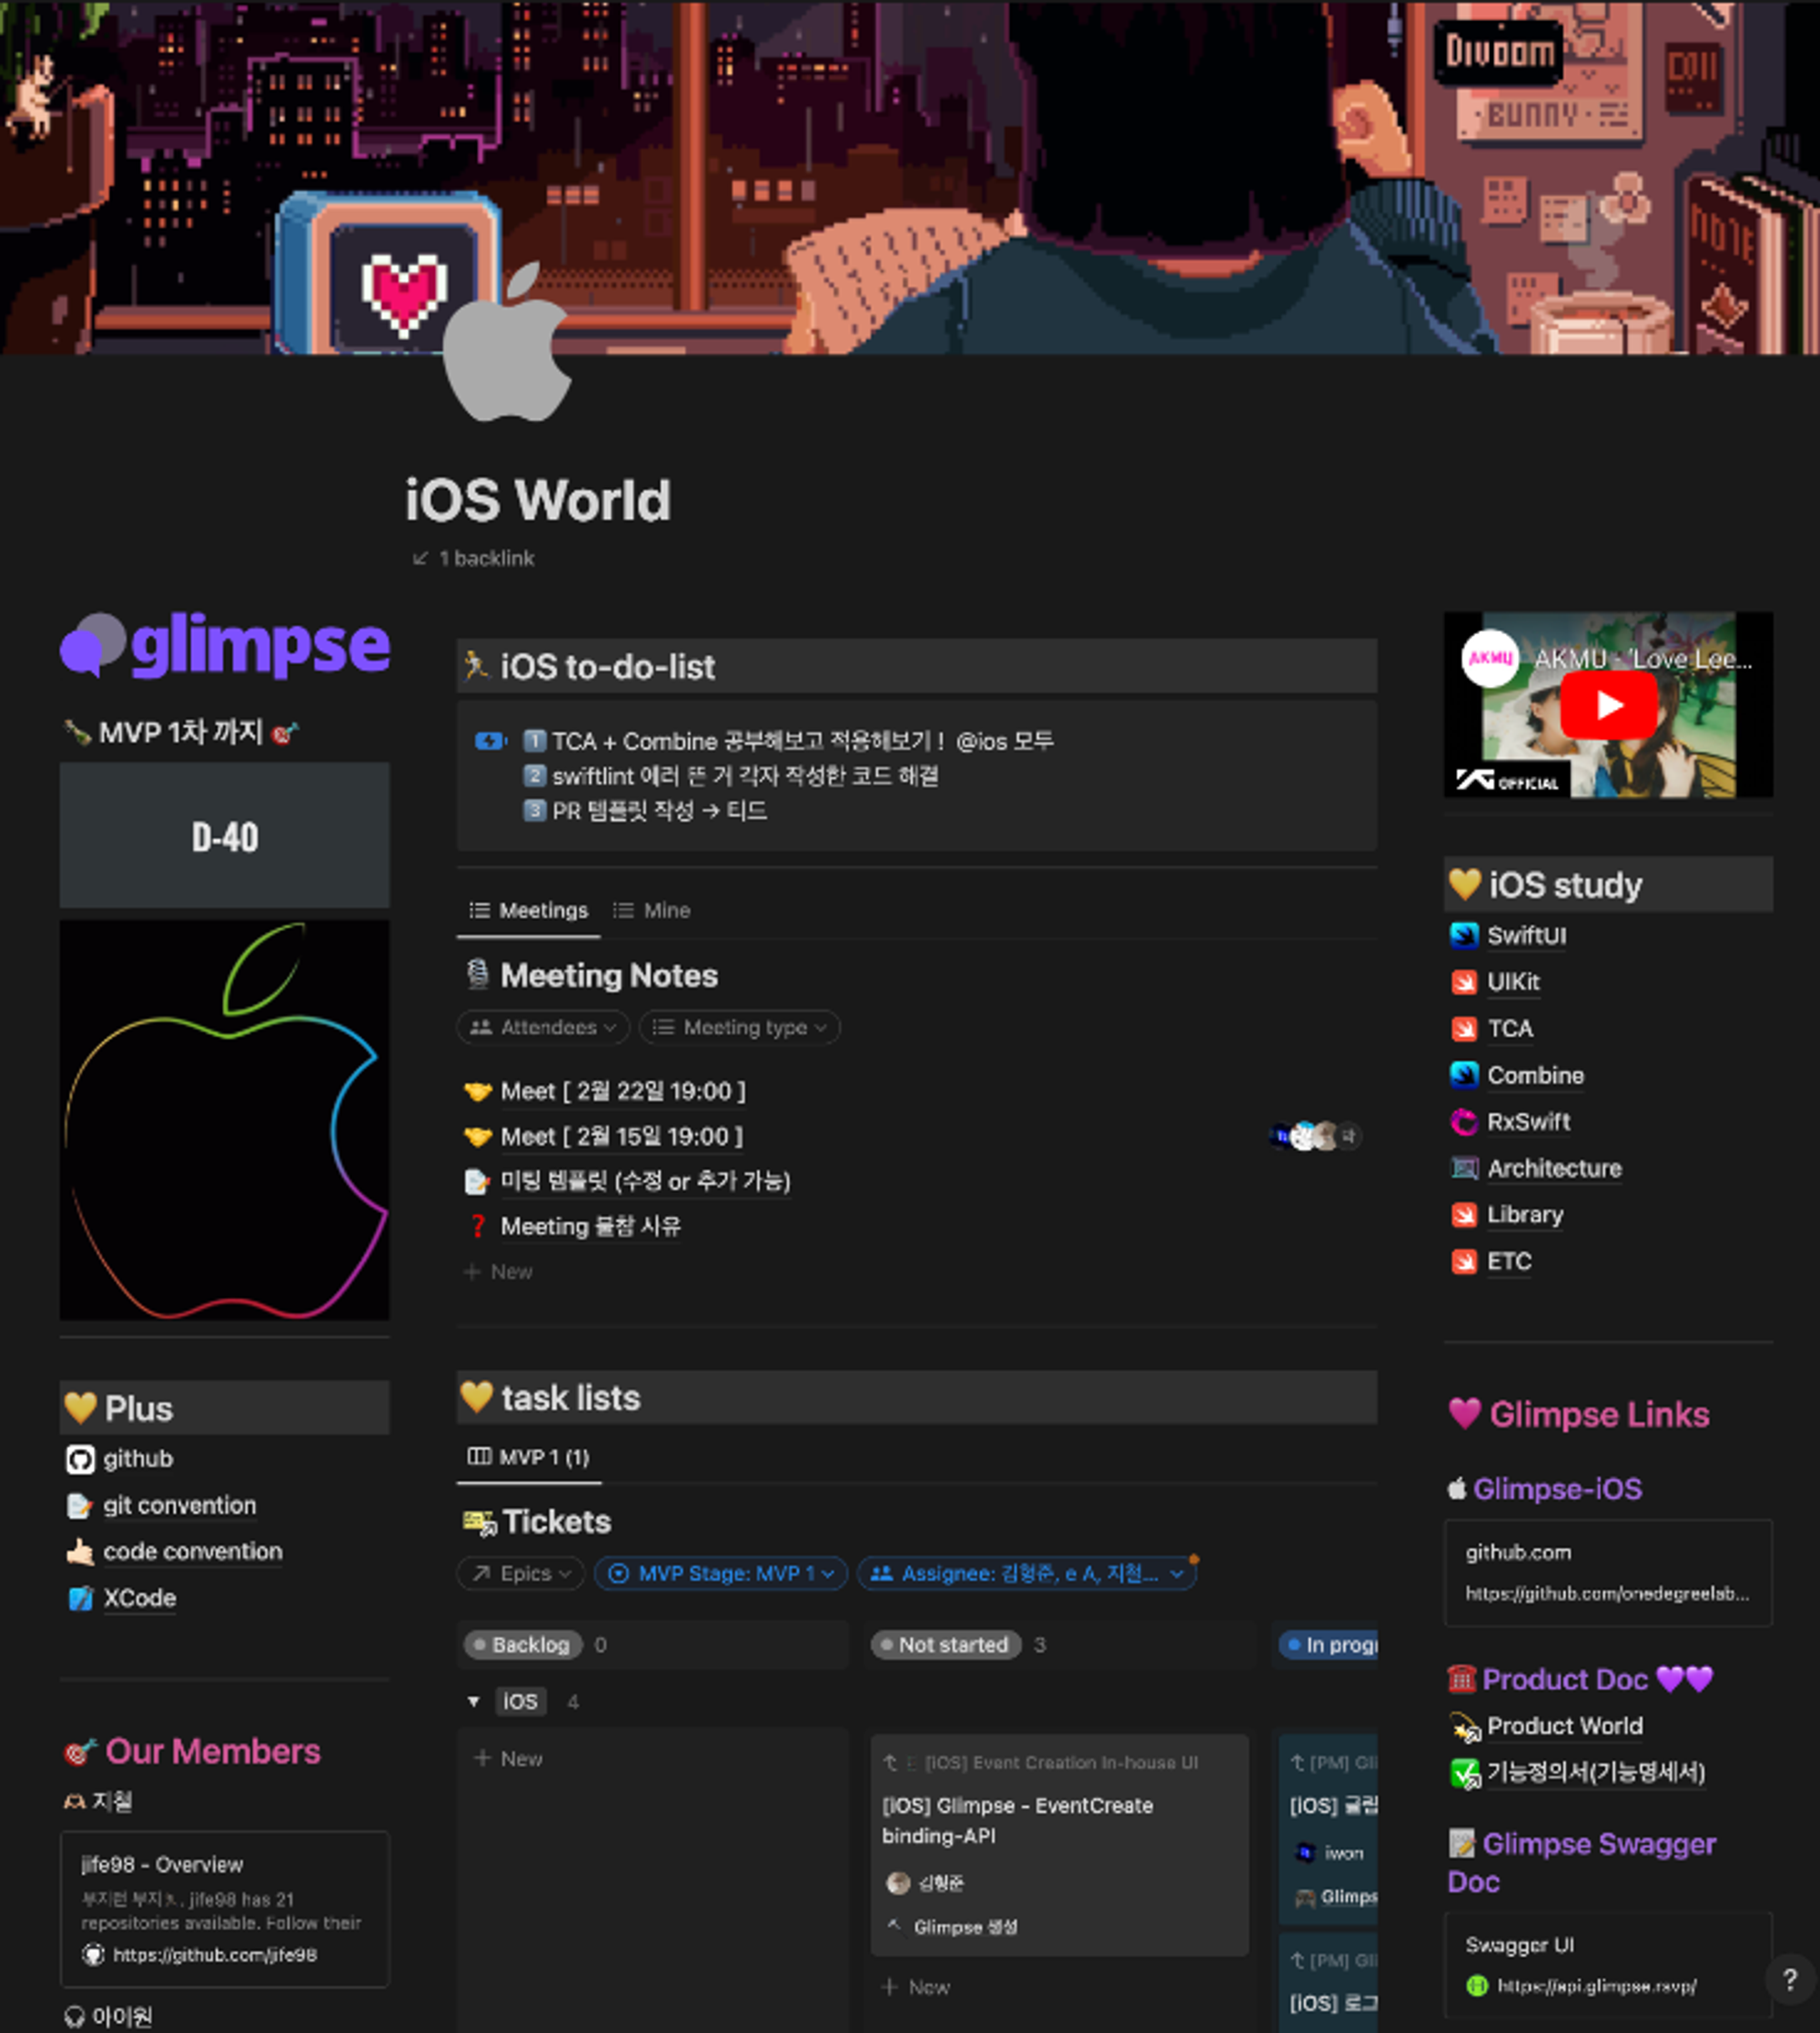 Divoom
BUNNY
NOTE
iOS World
1 backlink
glimpse
MVP 1차 까지
D-40
Plus
github
git convention
code convention
XCode
Our Members
지철
jife98 - Overview
부지런 부지. jife98 has 21
repositories available. Follow their
https://github.com/jife98
아이원
iOS to-do-list
1 TCA + Combine 공부해보고 적용해보기 ! @ios 모두
2 swiftlint 에러 뜬 거 각자 작성한 코드 해결
3 PR 템플릿 작성 → 티드
Meetings
Mine
Meeting Notes
Attendees
Meeting type
Meet [ 2월 22일 19:00 ]
Meet [ 2월 15일 19:00 ]
미팅 템플릿 (수정 or 추가 가능)
Meeting 불참 사유
+ New
task lists
MVP 1 (1)
Tickets
Epics
MVP Stage: MVP 1
Assignee: 김형준, e A, 지철...
Backlog 0
Not started 3
In progr
iOS 4
+ New
[iOS] Event Creation In-house UI
[iOS] Glimpse - EventCreate
binding-API
김형준
Glimpse 생성
+ New
[PM] Gli
[iOS] 글림
iwon
Glimps
[PM] Gli
[iOS] 로그
AKMU
AKMU - 'Love Lee...
YG OFFICIAL
iOS study
SwiftUI
UIKit
TCA
Combine
RxSwift
Architecture
Library
ETC
Glimpse Links
Glimpse-iOS
github.com
https://github.com/onedegreelab...
Product Doc
Product World
기능정의서(기능명세서)
Glimpse Swagger
Doc
Swagger UI
https://api.glimpse.rsvp/
?